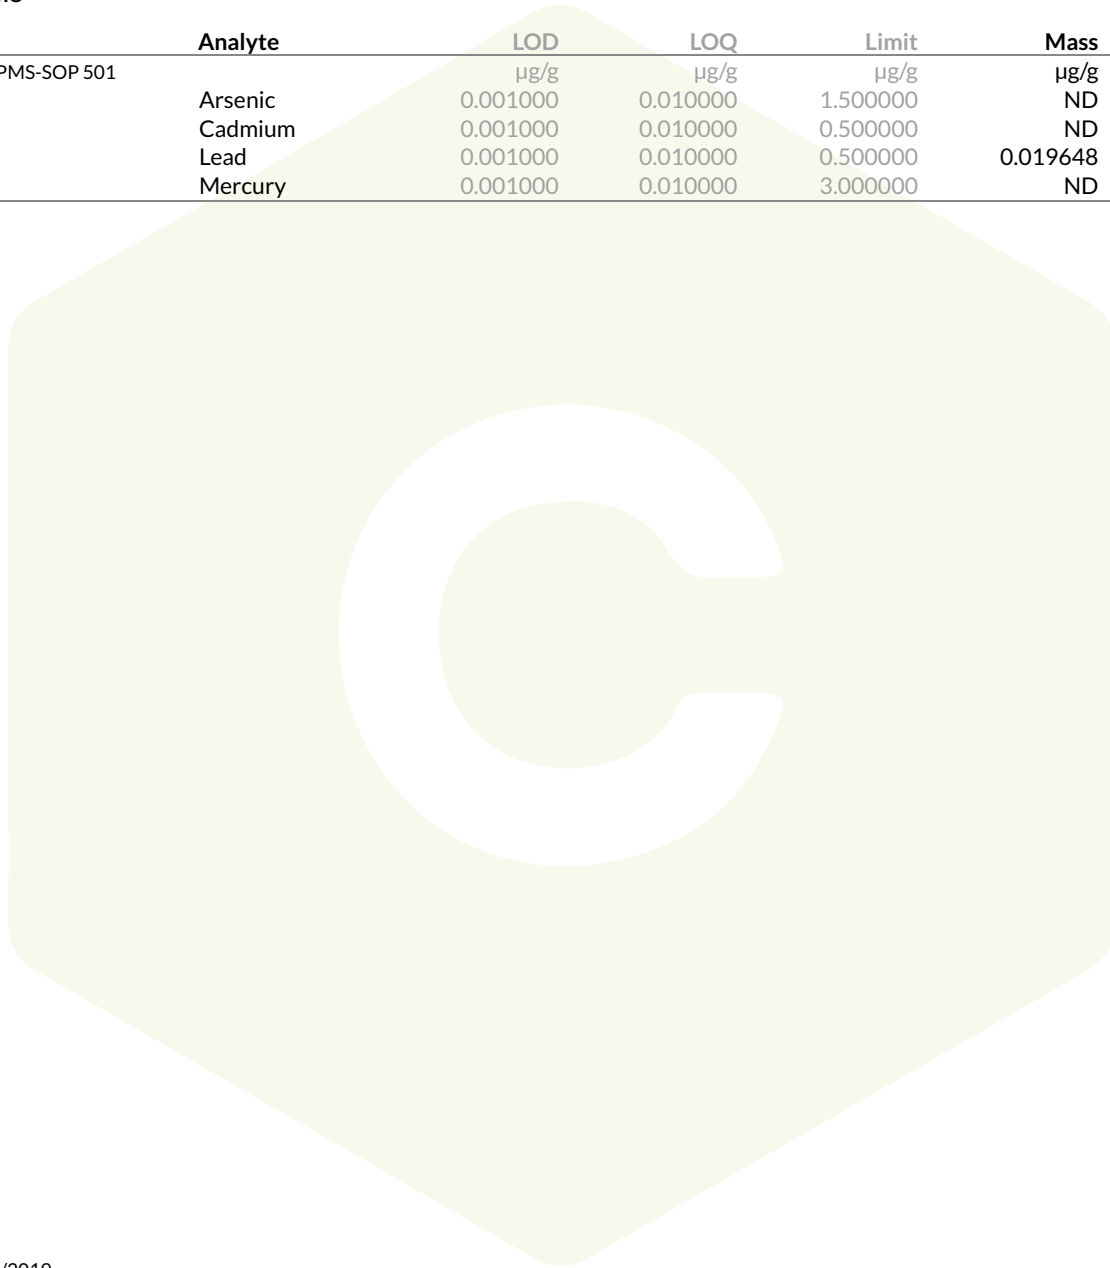 Analyte LOD LOQ Limit Mass
PMS-SOP 501 µg/g µg/g µg/g µg/g
Arsenic 0.001000 0.010000 1.500000 ND
Cadmium 0.001000 0.010000 0.500000 ND
Lead 0.001000 0.010000 0.500000 0.019648
Mercury 0.001000 0.010000 3.000000 ND
C
/2019